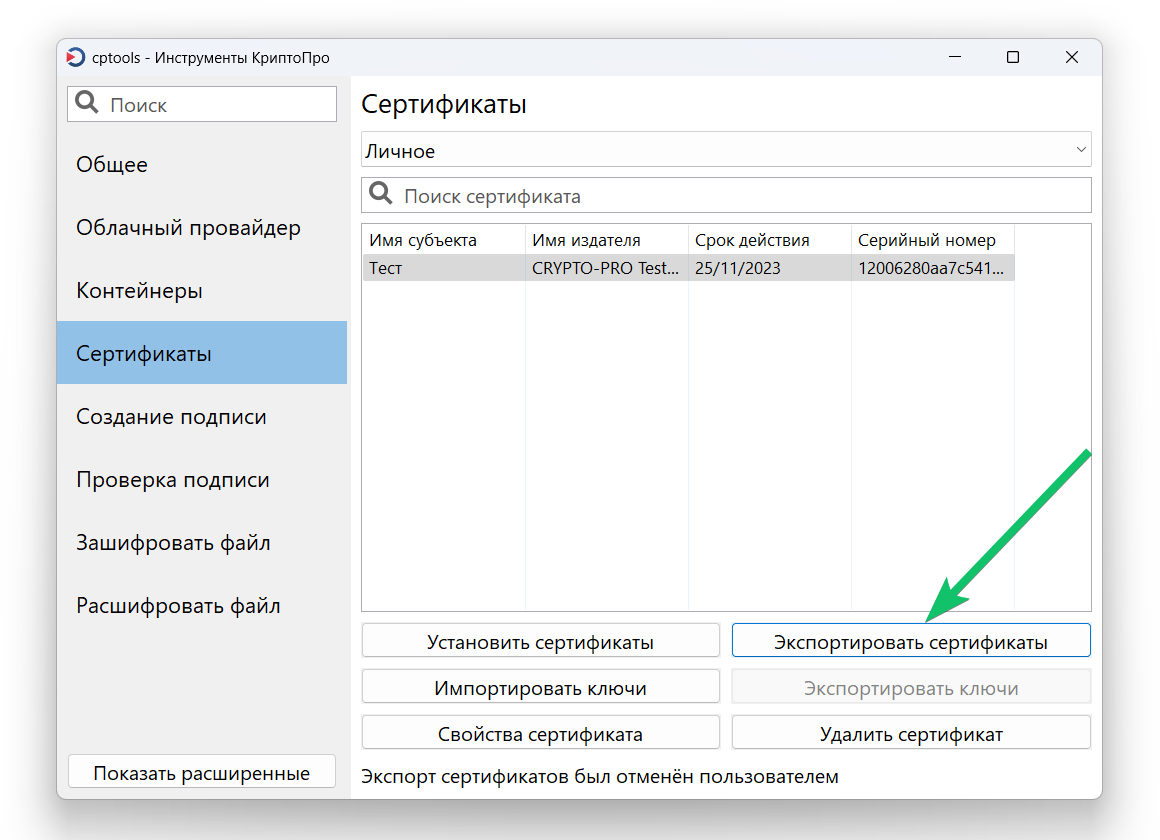 cptools - Инструменты КриптоПро
Поиск
Общее
Облачный провайдер
Контейнеры
Сертификаты
Создание подписи
Проверка подписи
Зашифровать файл
Расшифровать файл
Показать расширенные
Сертификаты
Личное
Поиск сертификата
Имя субъекта Имя издателя Срок действия Серийный номер
Тест CRYPTO-PRO Test... 25/11/2023 12006280aa7c541...
Установить сертификаты Экспортировать сертификаты
Импортировать ключи Экспортировать ключи
Свойства сертификата Удалить сертификат
Экспорт сертификатов был отменён пользователем